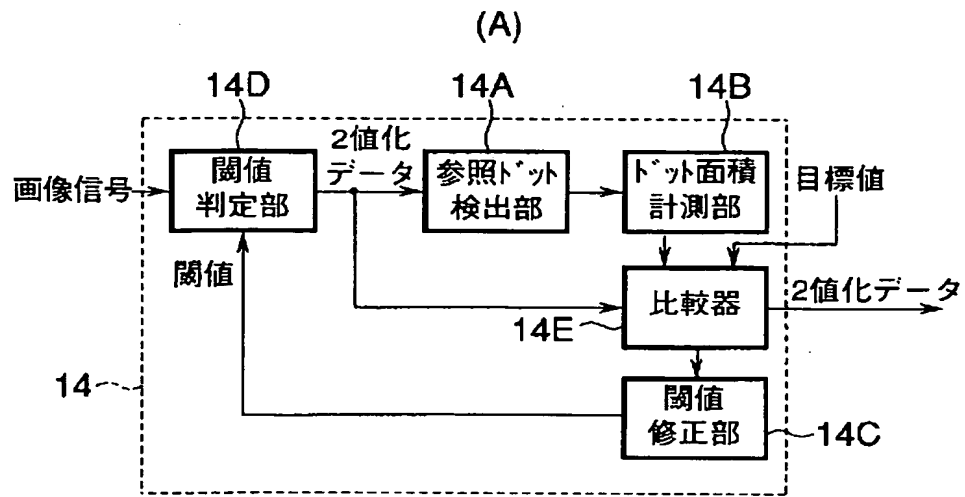 (A)
14D
14A
14B
2値化
データ
画像信号
閾値
判定部
参照ドット
検出部
ドット面積
計測部
目標値
閾値
比較器
2値化データ
14E
14
閾値
修正部
14C